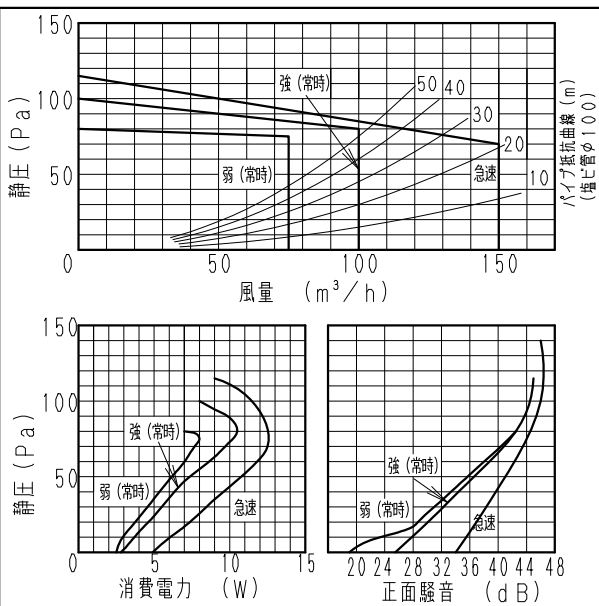 150
100
50
静圧 (Pa)
強 (常時)
弱 (常時)
急速
50
40
30
20
10
パイプ抵抗曲線 (m)
(塩ビ管φ100)
0 50 100 150
風量 (m³/h)
150
100
50
静圧 (Pa)
強 (常時)
弱 (常時)
急速
0 5 10 15
消費電力 (W)
強 (常時)
弱 (常時)
急速
20 24 28 32 36 40 44 48
正面騒音 (dB)